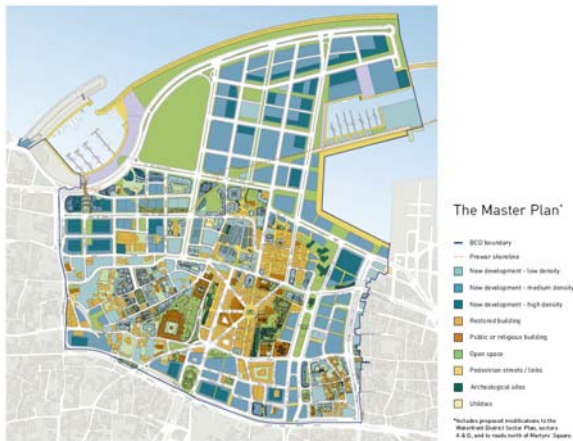 The Master Plan*
BCD boundary
Prewar shoreline
New development - low density
New development - medium density
New development - high density
Restored building
Public or religious building
Open space
Pedestrian streets / links
Archeological sites
Utilities
*Includes proposed modifications to the
Waterfront District Sector Plan, sectors
A & D, and to roads north of Martyrs' Square.